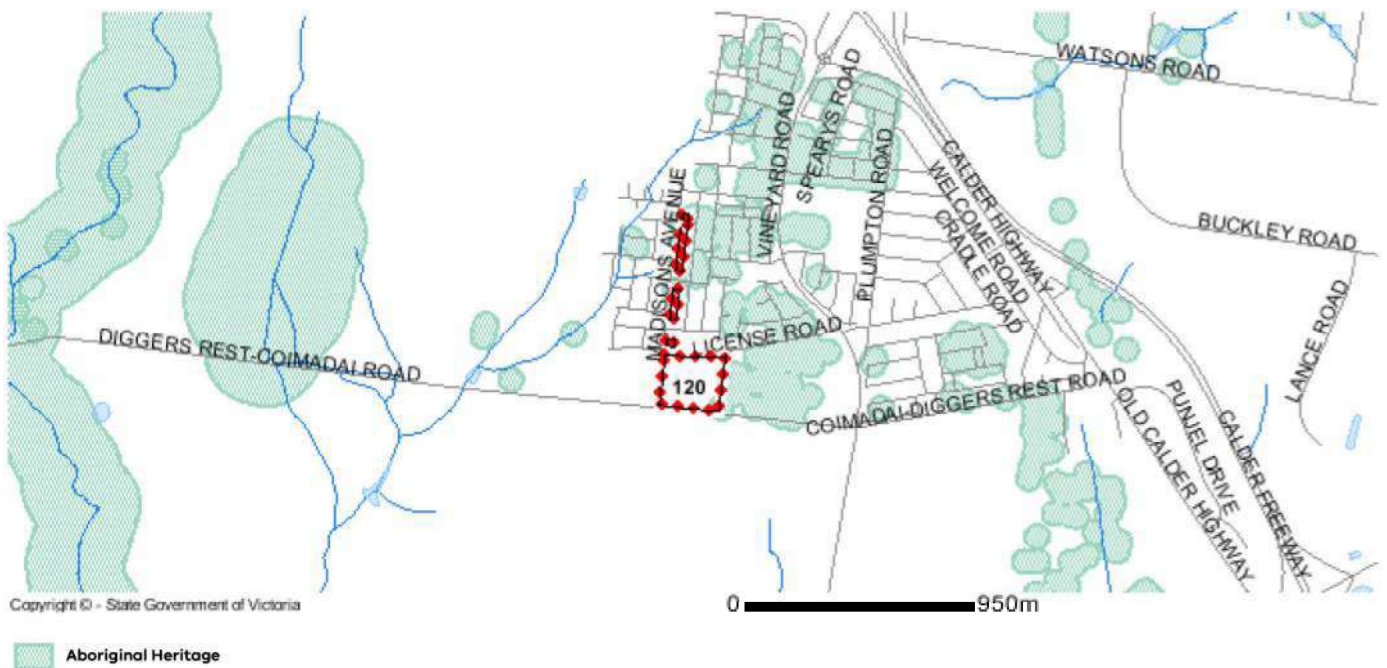 WATSONS ROAD
SPEARYS ROAD
VINEYARD ROAD
CALDER HIGHWAY
PLUMPTON ROAD
WELCOME ROAD
MADISONS AVENUE
CRADLE ROAD
BUCKLEY ROAD
LANCE ROAD
DIGGERS REST-COIMADAI ROAD
LICENSE ROAD
120
COIMADAI-DIGGERS REST ROAD
PUNJEL DRIVE
OLD CALDER HIGHWAY
CALDER FREEWAY
Copyright © - State Government of Victoria
0 950m
Aboriginal Heritage